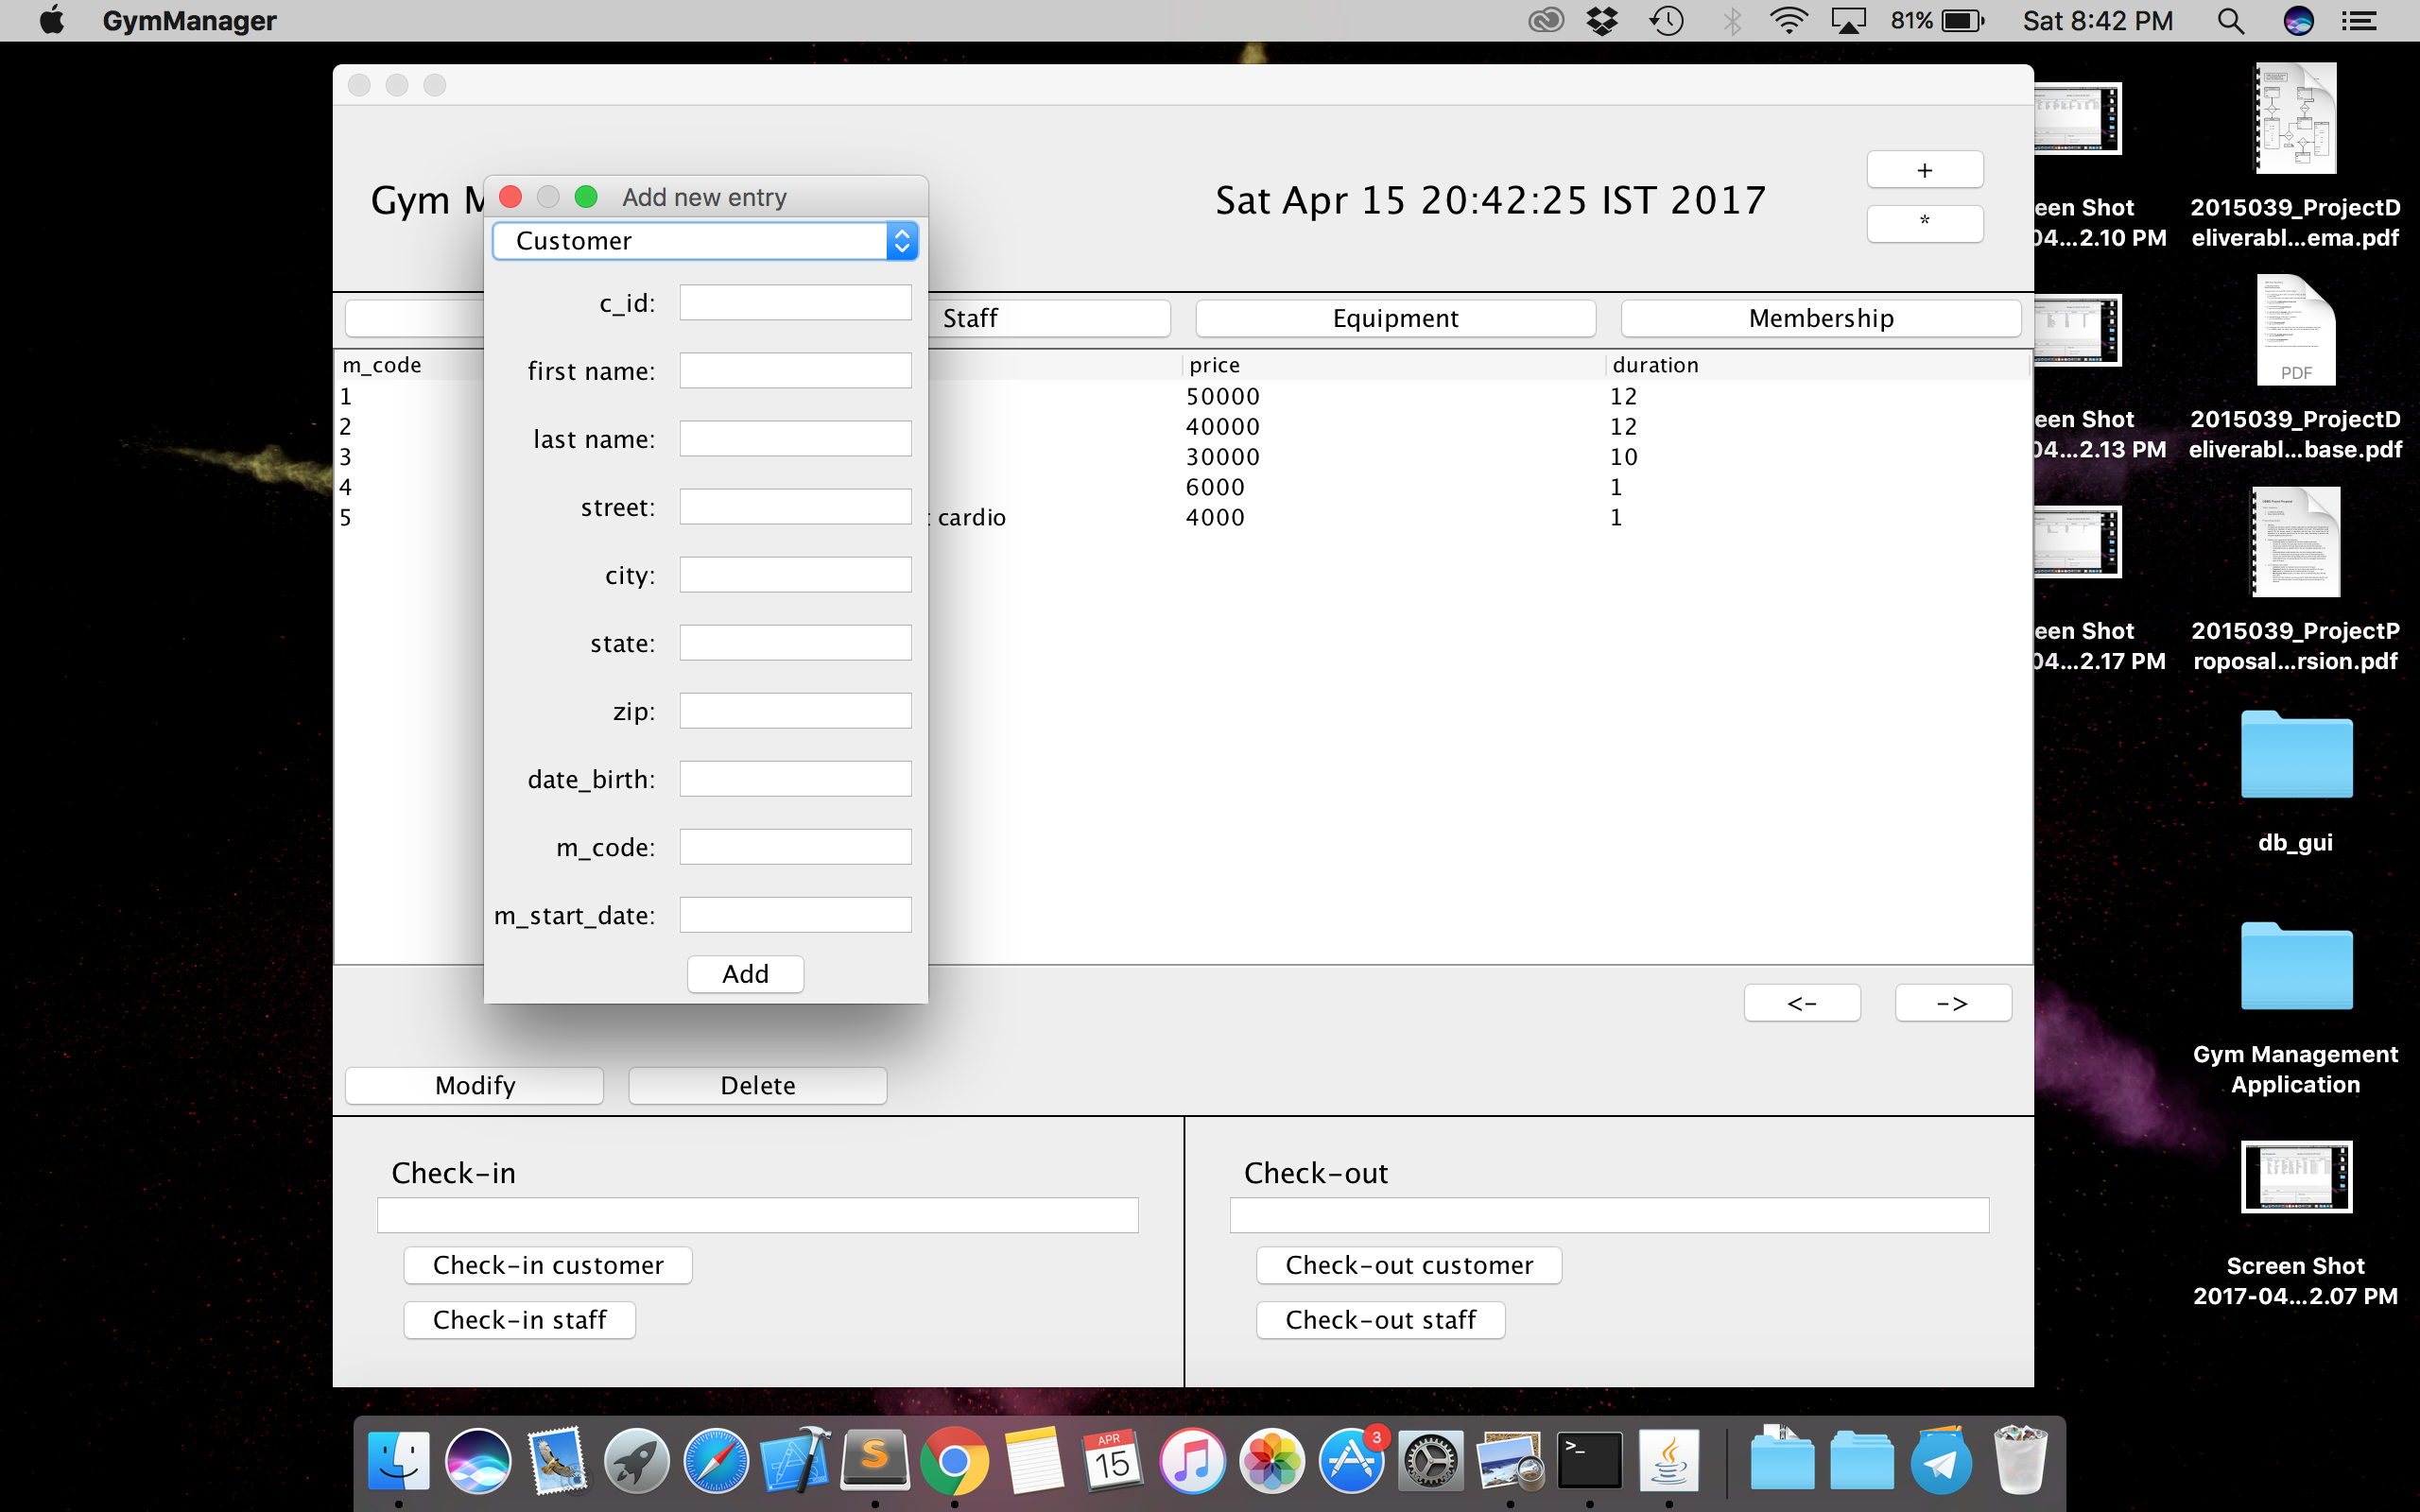 GymManager
81%
Sat 8:42 PM
Gym M
Sat Apr 15 20:42:25 IST 2017
+
*
Add new entry
Customer
c_id:
first name:
last name:
street:
city:
state:
zip:
date_birth:
m_code:
m_start_date:
Add
Staff
Equipment
Membership
m_code
price
duration
1
50000
12
2
40000
12
3
30000
10
4
6000
1
5
cardio
4000
1
<-
->
Modify
Delete
Check-in
Check-in customer
Check-in staff
Check-out
Check-out customer
Check-out staff
een Shot
04...2.10 PM
2015039_ProjectD
eliverabl...ema.pdf
een Shot
04...2.13 PM
PDF
2015039_ProjectD
eliverabl...base.pdf
een Shot
04...2.17 PM
2015039_ProjectP
roposal...rsion.pdf
db_gui
Gym Management
Application
Screen Shot
2017-04...2.07 PM
S
APR
15
3
>_